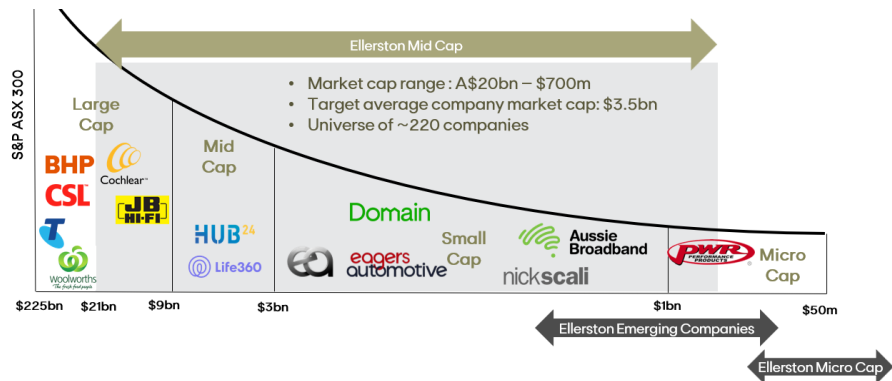 Ellerston Mid Cap
S&P ASX 300
• Market cap range : A$20bn – $700m
• Target average company market cap: $3.5bn
• Universe of ~220 companies
Large
Cap
Mid
Cap
BHP
Cochlear™
CSL™
JB
HI-FI
T
Woolworths
The fresh food people
HUB24
Life360
Domain
ea
eagers
automotive
Small
Cap
Aussie
Broadband
nickscali
PWR
PERFORMANCE
PRODUCTS
Micro
Cap
$225bn
$21bn
$9bn
$3bn
$1bn
$50m
Ellerston Emerging Companies
Ellerston Micro Cap